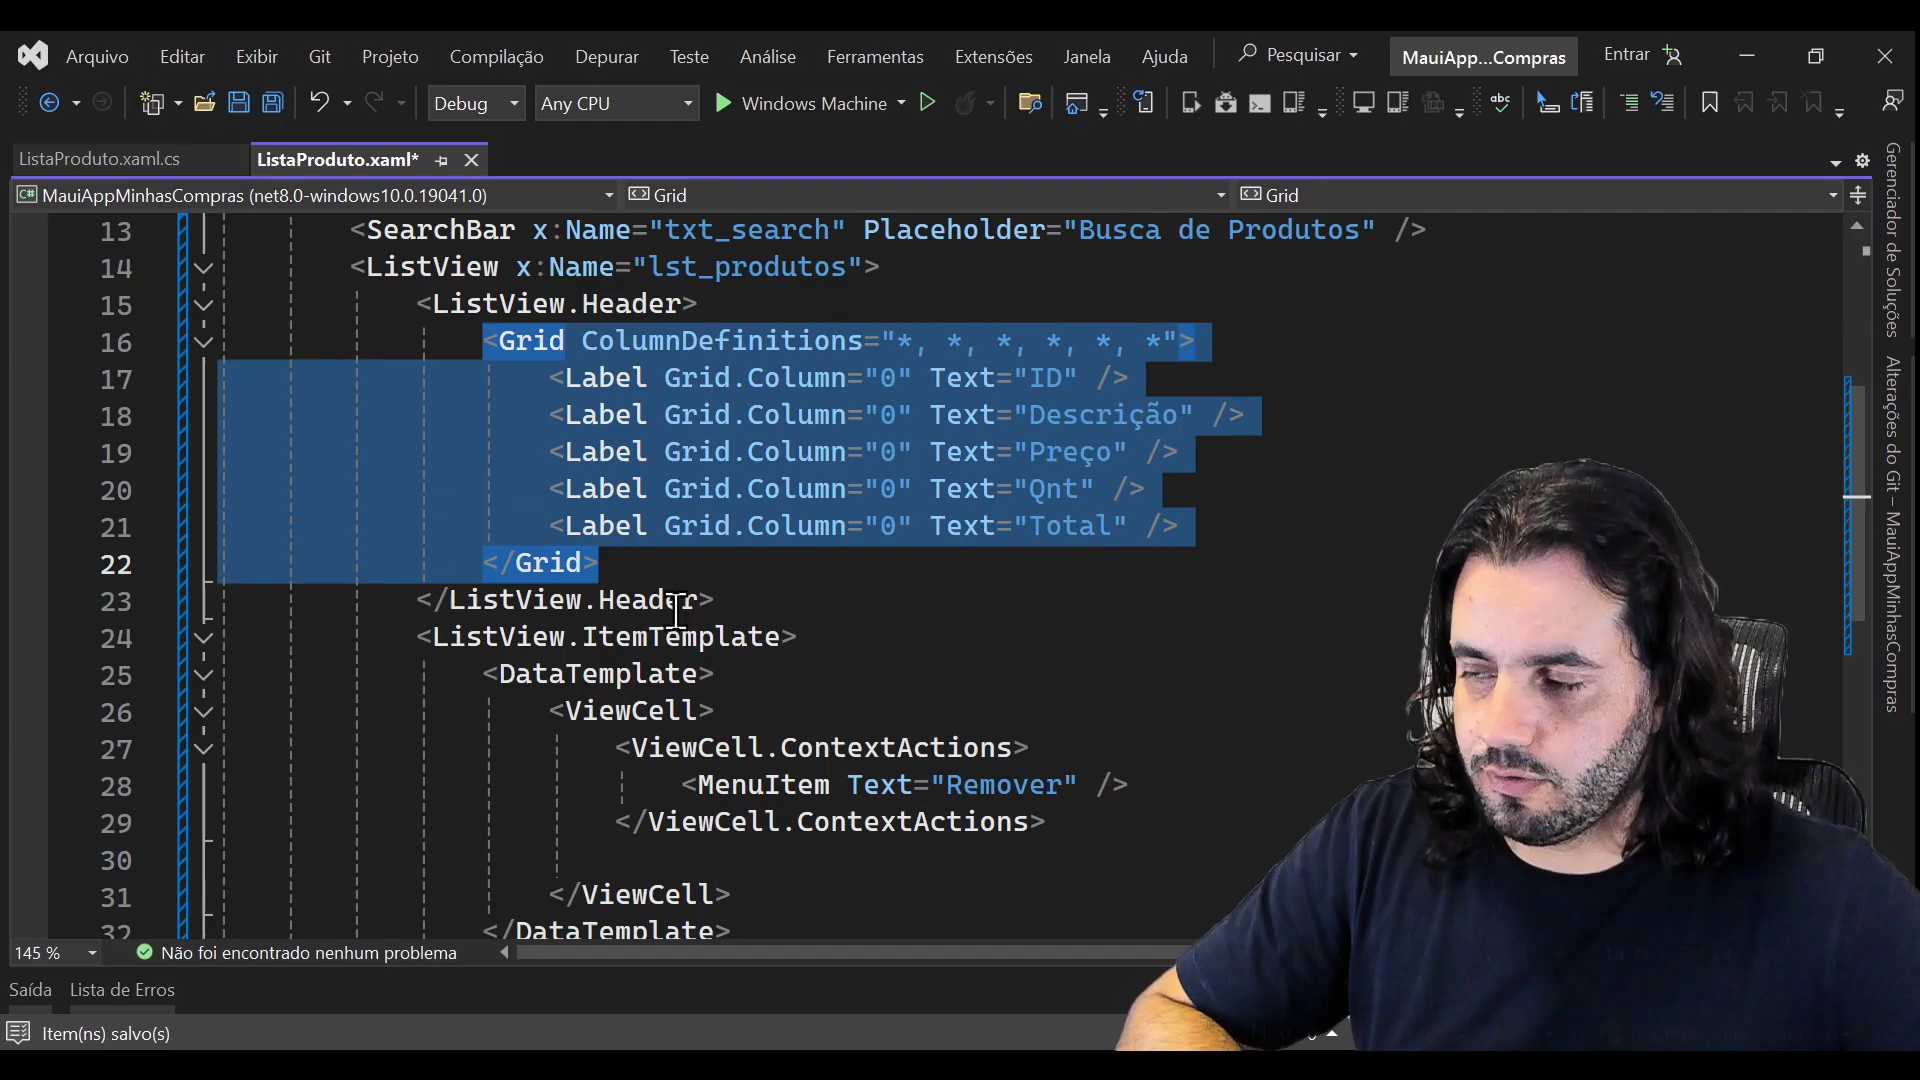 Arquivo Editar Exibir Git Projeto Compilação Depurar Teste Análise Ferramentas Extensões Janela Ajuda Pesquisar MauiApp...Compras Entrar
Debug Any CPU Windows Machine
ListaProduto.xaml.cs ListaProduto.xaml*
MauiAppMinhasCompras (net8.0-windows10.0.19041.0) Grid Grid
13 <SearchBar x:Name="txt_search" Placeholder="Busca de Produtos" />
14 <ListView x:Name="lst_produtos">
15 <ListView.Header>
16 <Grid ColumnDefinitions="*, *, *, *, *, *">
17 <Label Grid.Column="0" Text="ID" />
18 <Label Grid.Column="0" Text="Descrição" />
19 <Label Grid.Column="0" Text="Preço" />
20 <Label Grid.Column="0" Text="Qnt" />
21 <Label Grid.Column="0" Text="Total" />
22 </Grid>
23 </ListView.Header>
24 <ListView.ItemTemplate>
25 <DataTemplate>
26 <ViewCell>
27 <ViewCell.ContextActions>
28 <MenuItem Text="Remover" />
29 </ViewCell.ContextActions>
30
31 </ViewCell>
32 </DataTemplate>
145 % Não foi encontrado nenhum problema
Saída Lista de Erros
Item(ns) salvo(s)
Gerenciador de Soluções
Alterações do Git – MauiAppMinhasCompras